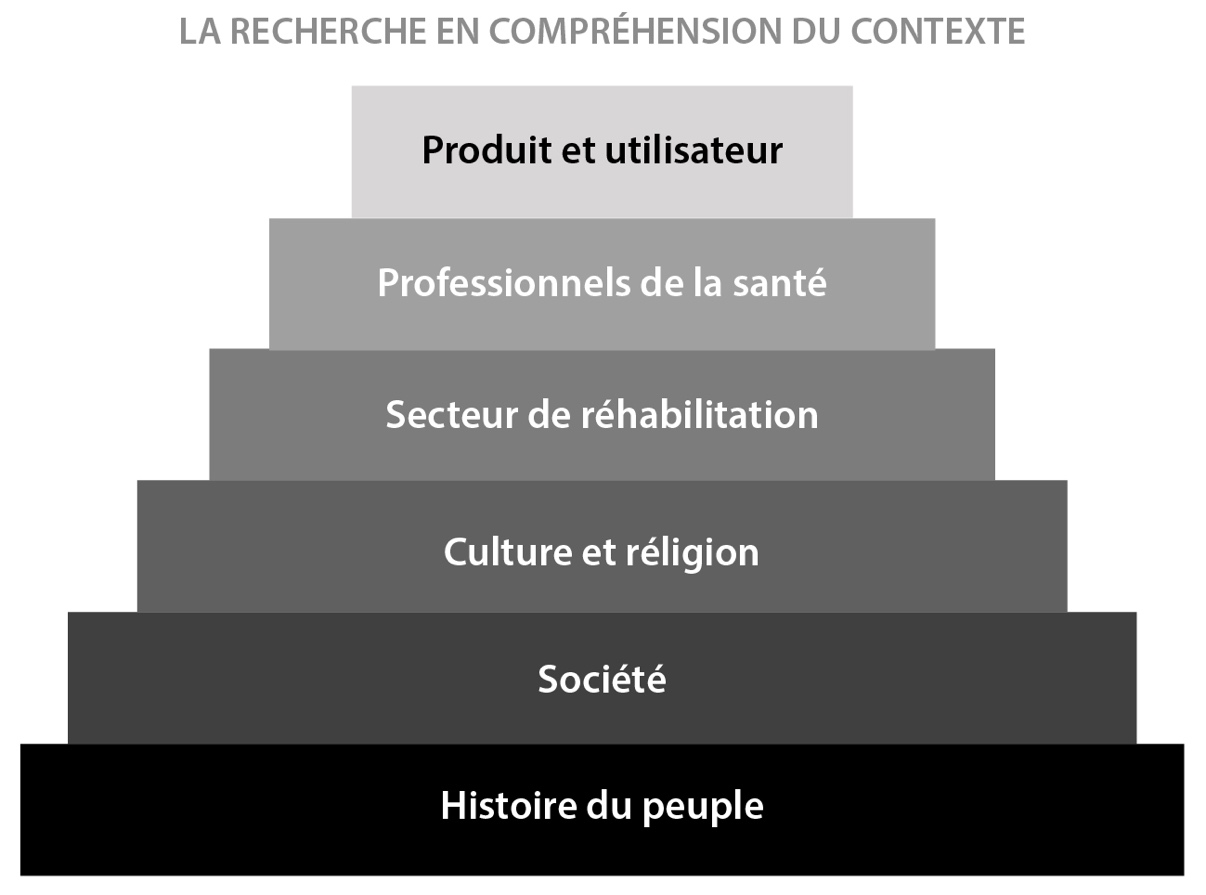 LA RECHERCHE EN COMPRÉHENSION DU CONTEXTE
Produit et utilisateur
Professionnels de la santé
Secteur de réhabilitation
Culture et réligion
Société
Histoire du peuple